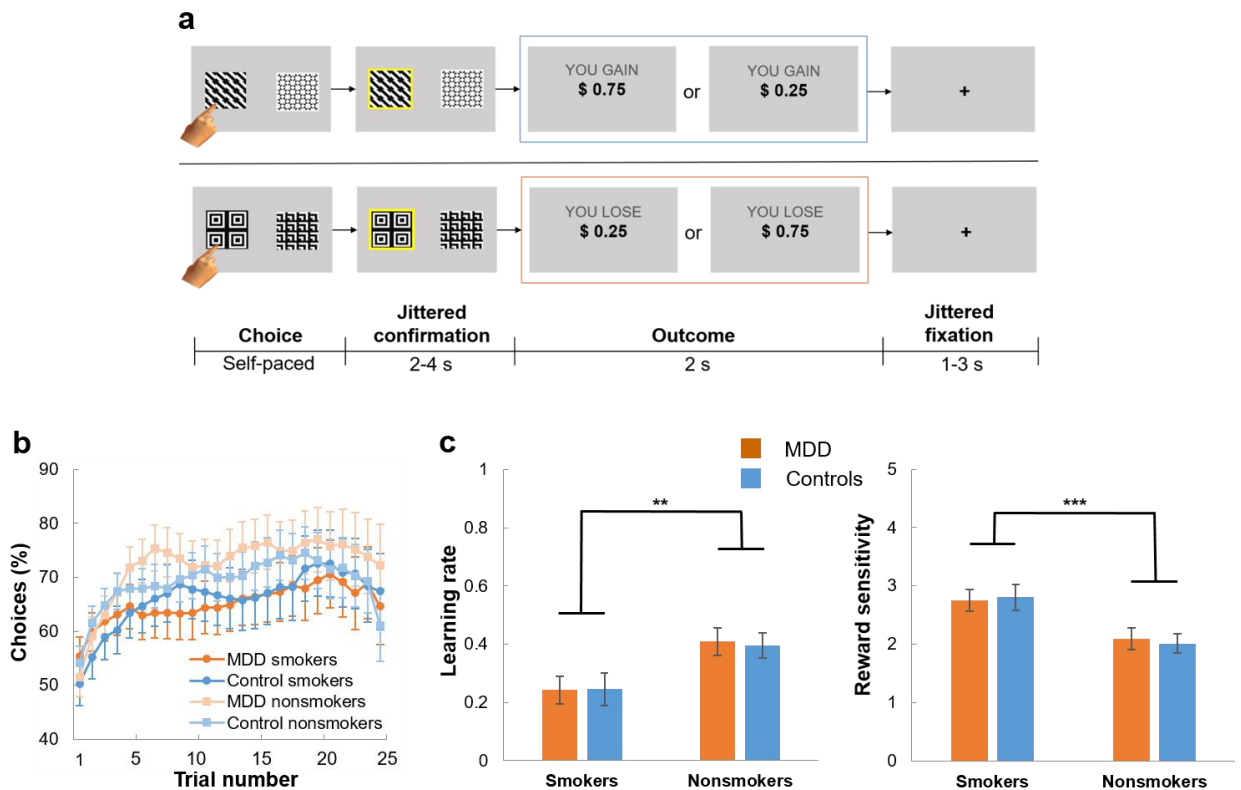 a
YOU GAIN
$ 0.75
or
YOU GAIN
$ 0.25
+
YOU LOSE
$ 0.25
or
YOU LOSE
$ 0.75
+
Choice
Jittered
confirmation
Outcome
Jittered
fixation
Self-paced
2-4 s
2 s
1-3 s
b
Choices (%)
90
80
70
60
50
40
MDD smokers
Control smokers
MDD nonsmokers
Control nonsmokers
1
5
10
15
20
25
Trial number
c
MDD
Controls
Learning rate
1
0.8
0.6
0.4
0.2
0
**
Smokers
Nonsmokers
Reward sensitivity
5
4
3
2
1
0
***
Smokers
Nonsmokers